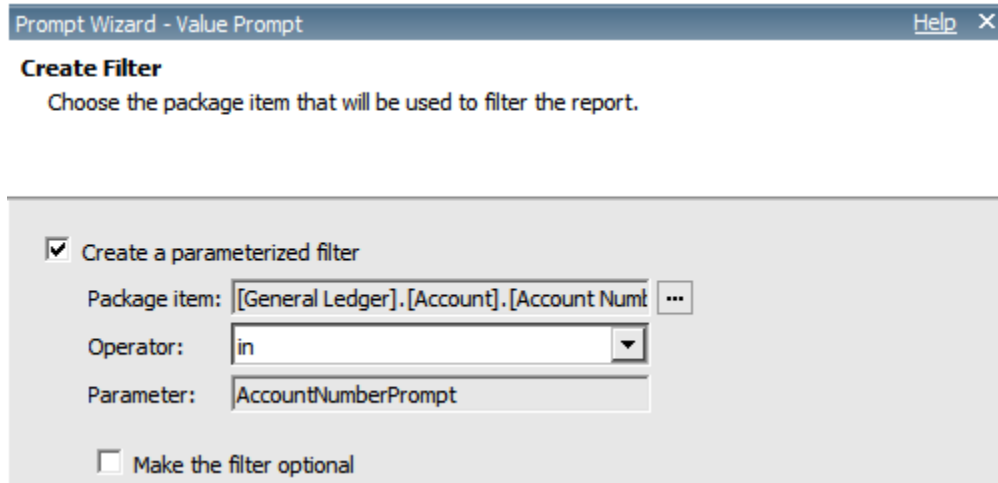 Prompt Wizard - Value Prompt Help ×
Create Filter
Choose the package item that will be used to filter the report.
Create a parameterized filter
Package item: [General Ledger].[Account].[Account Numb ...
Operator: in
Parameter: AccountNumberPrompt
Make the filter optional